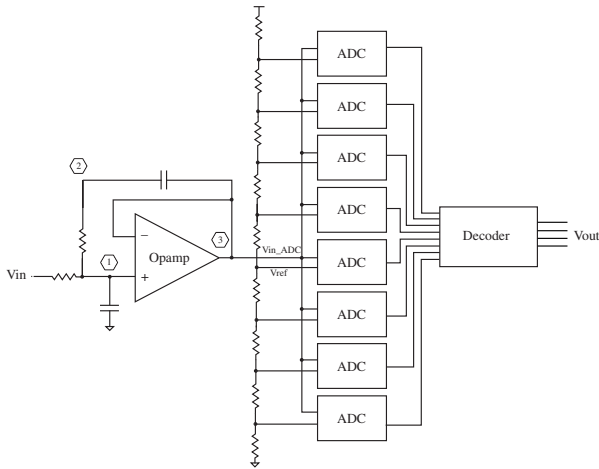 ADC
ADC
ADC
2
ADC
3
Opamp
Vin_ADC
ADC
Decoder
Vout
Vin
1
Vref
ADC
ADC
ADC
−
+